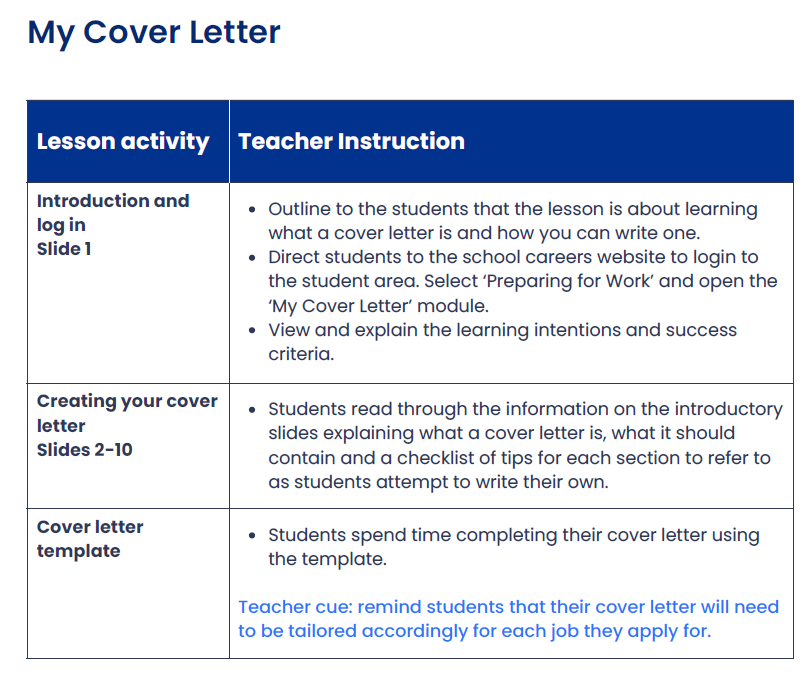 My Cover Letter
Lesson activity
Teacher Instruction
Introduction and
log in
Slide 1
• Outline to the students that the lesson is about learning
what a cover letter is and how you can write one.
• Direct students to the school careers website to login to
the student area. Select ‘Preparing for Work’ and open the
‘My Cover Letter’ module.
• View and explain the learning intentions and success
criteria.
Creating your cover
letter
Slides 2-10
• Students read through the information on the introductory
slides explaining what a cover letter is, what it should
contain and a checklist of tips for each section to refer to
as students attempt to write their own.
Cover letter
template
• Students spend time completing their cover letter using
the template.
Teacher cue: remind students that their cover letter will need
to be tailored accordingly for each job they apply for.